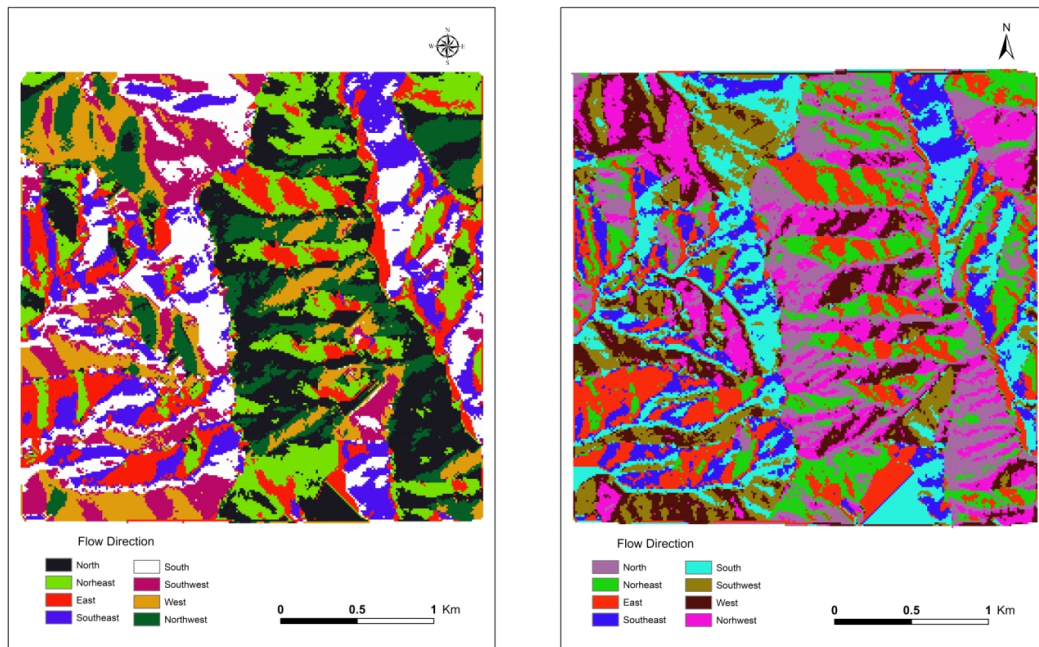 N
W E
S
Flow Direction
North South
Norheast Southwest
East West
Southeast Northwest
0 0.5 1 Km
N
Flow Direction
North South
Norheast Southwest
East West
Southeast Norhwest
0 0.5 1 Km